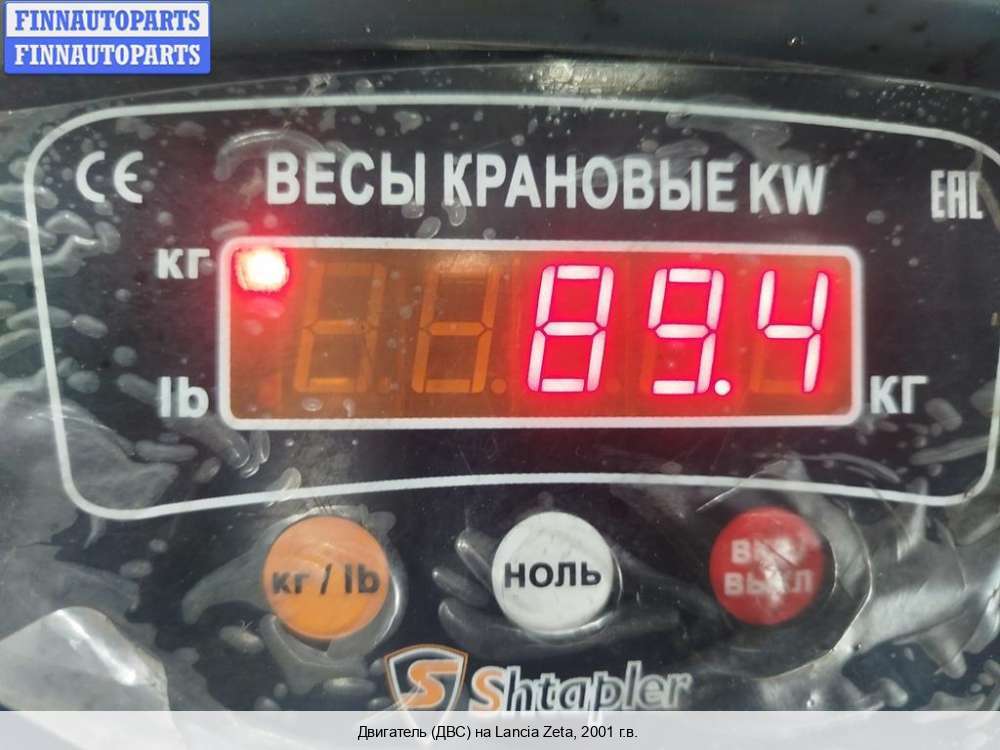 FINNAUTOPARTS
FINNAUTOPARTS
CE
ВЕСЫ КРАНОВЫЕ KW
EAC
кг
89.4
lb
КГ
кг / lb
НОЛЬ
ВКЛ/
ВЫКЛ
S Shtapler
Двигатель (ДВС) на Lancia Zeta, 2001 г.в.